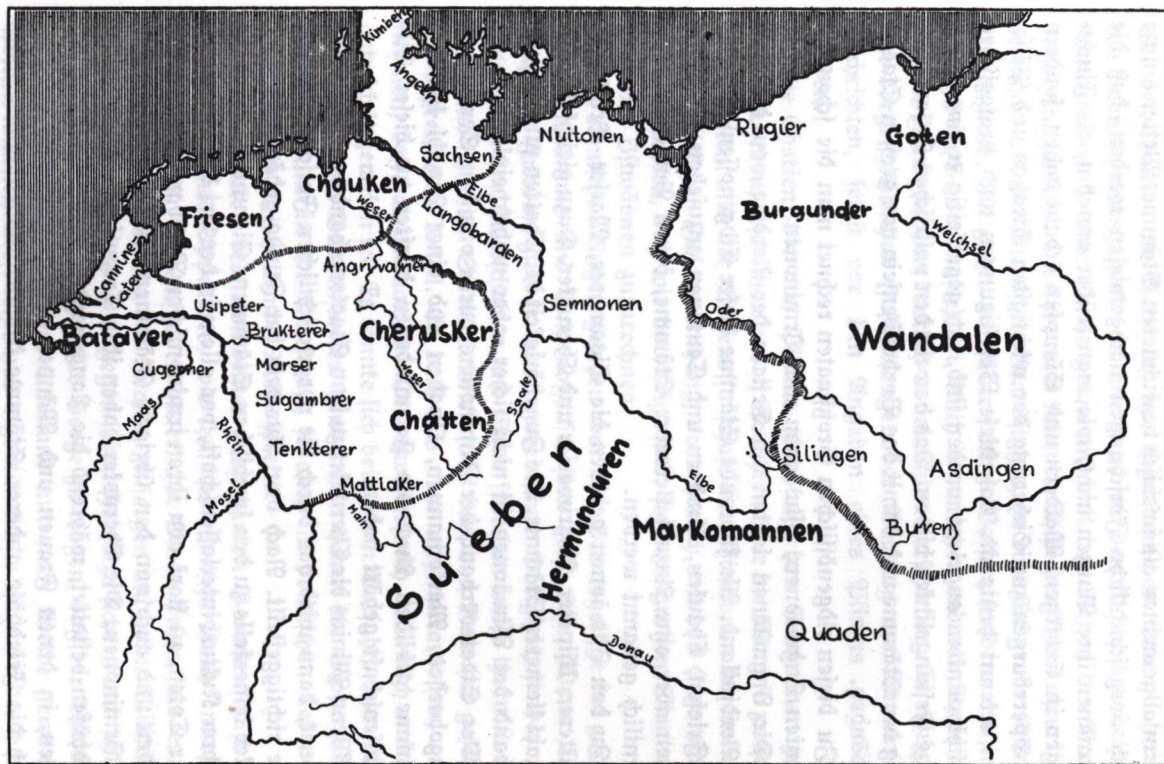 Kimbern
Angeln
Nuitonen
Rugier
Goten
Sachsen
Chauken
Elbe
Weser
Friesen
Langobarden
Burgunder
Weichsel
Cannine-
faten
Angrivarier
Usipeter
Semnonen
Oder
Brukterer
Cherusker
Wandalen
Bataver
Marser
Cugerner
Weser
Sugambrer
Saale
Maas
Rhein
Chatten
Tenkterer
Silingen
Asdingen
Mattiaker
Elbe
Mosel
Main
Sueben
Hermunduren
Markomannen
Buren
Quaden
Donau